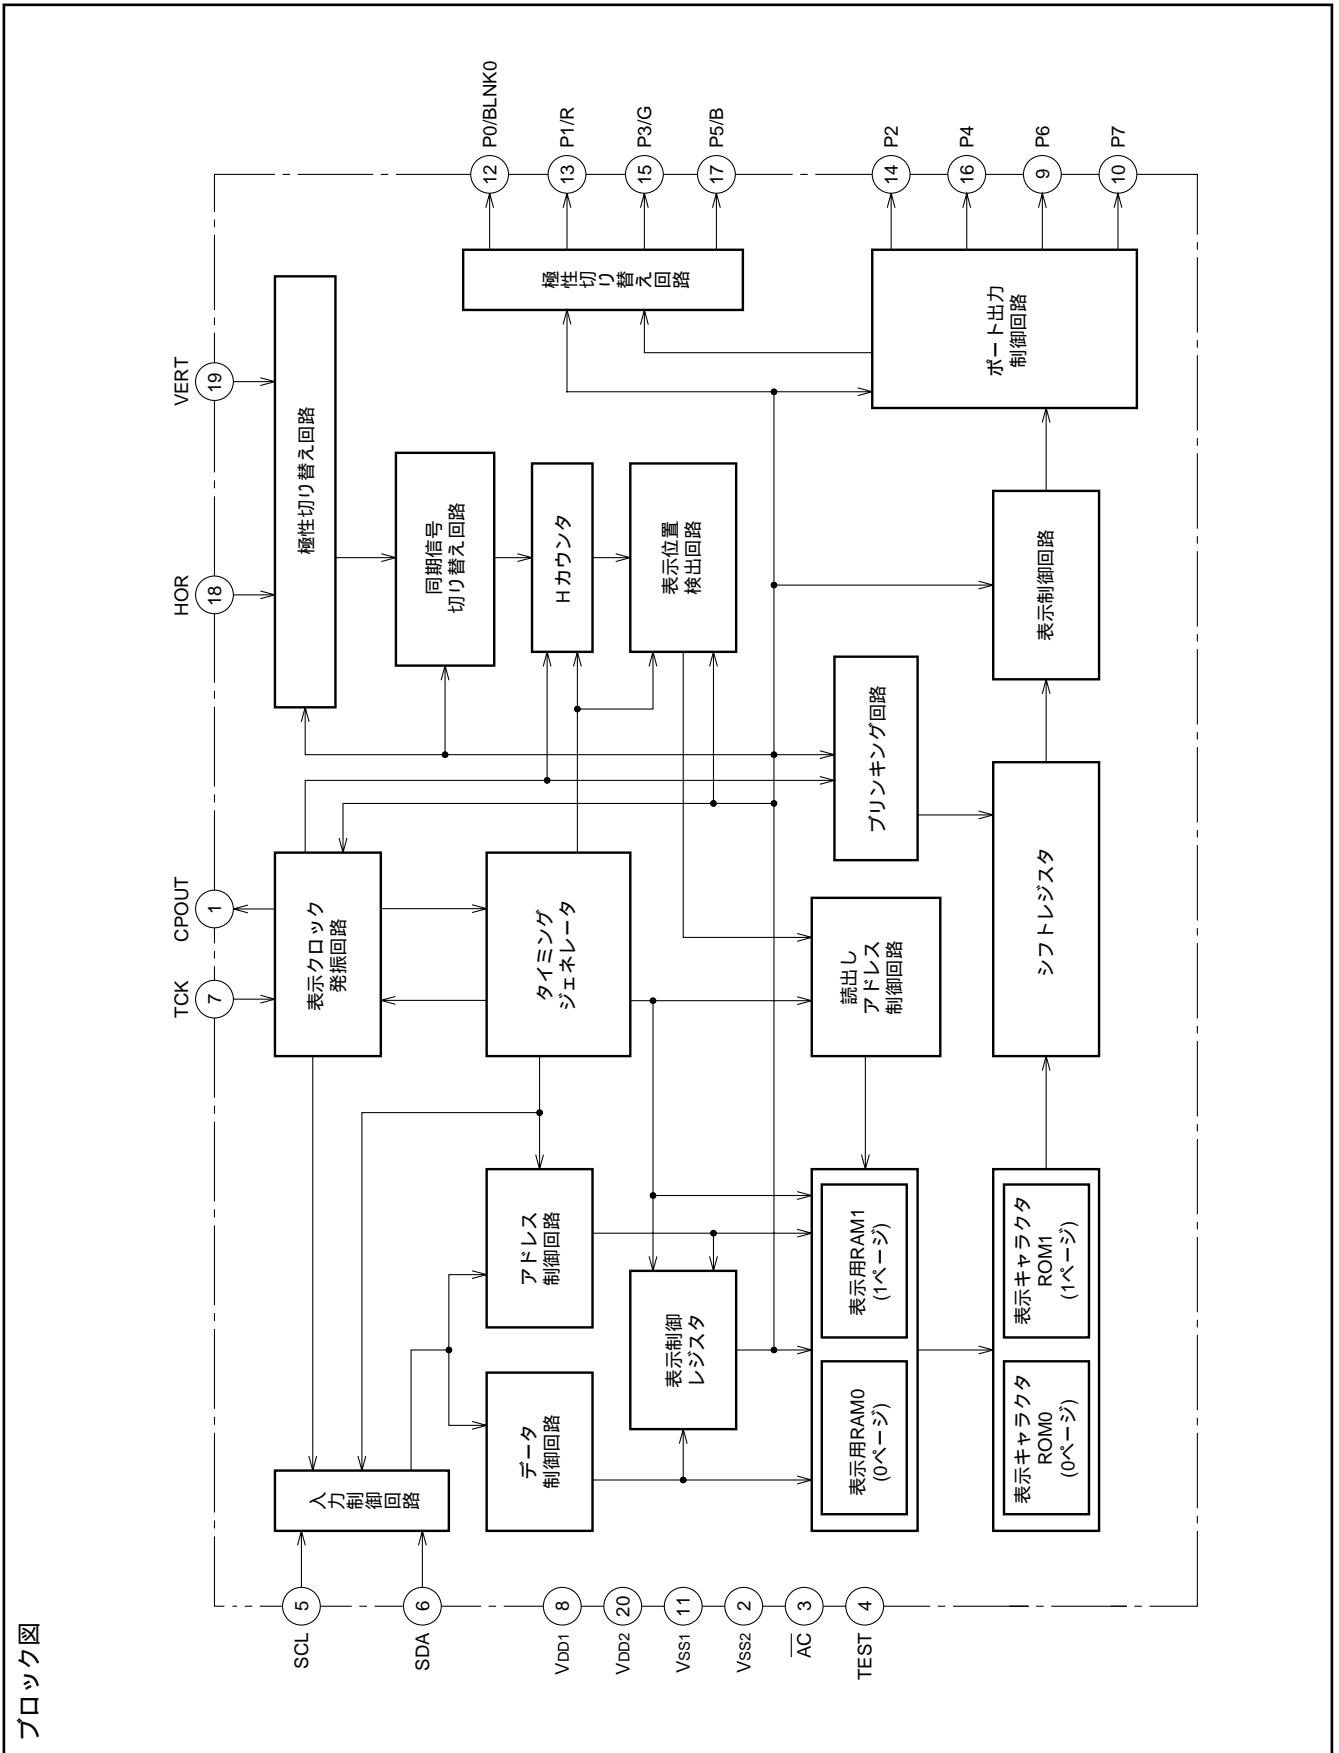 ブロック図
SCL
5
SDA
6
VDD1
8
VDD2
20
VSS1
11
VSS2
2
AC
3
TEST
4
TCK
7
CPOUT
1
HOR
18
VERT
19
入力制御回路
表示クロック
発振回路
極性切り替え回路
データ
制御回路
アドレス
制御回路
タイミング
ジェネレータ
同期信号
切り替え回路
Hカウンタ
表示位置
検出回路
表示制御
レジスタ
極性切り替え回路
12
P0/BLNK0
13
P1/R
15
P3/G
17
P5/B
表示用RAM0
(0ページ)
表示用RAM1
(1ページ)
読出し
アドレス
制御回路
ブリンキング回路
表示キャラクタ
ROM0
(0ページ)
表示キャラクタ
ROM1
(1ページ)
シフトレジスタ
表示制御回路
ポート出力
制御回路
14
P2
16
P4
9
P6
10
P7